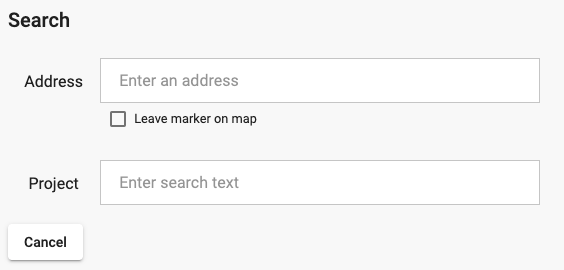 Search
Address
Enter an address
Leave marker on map
Project
Enter search text
Cancel